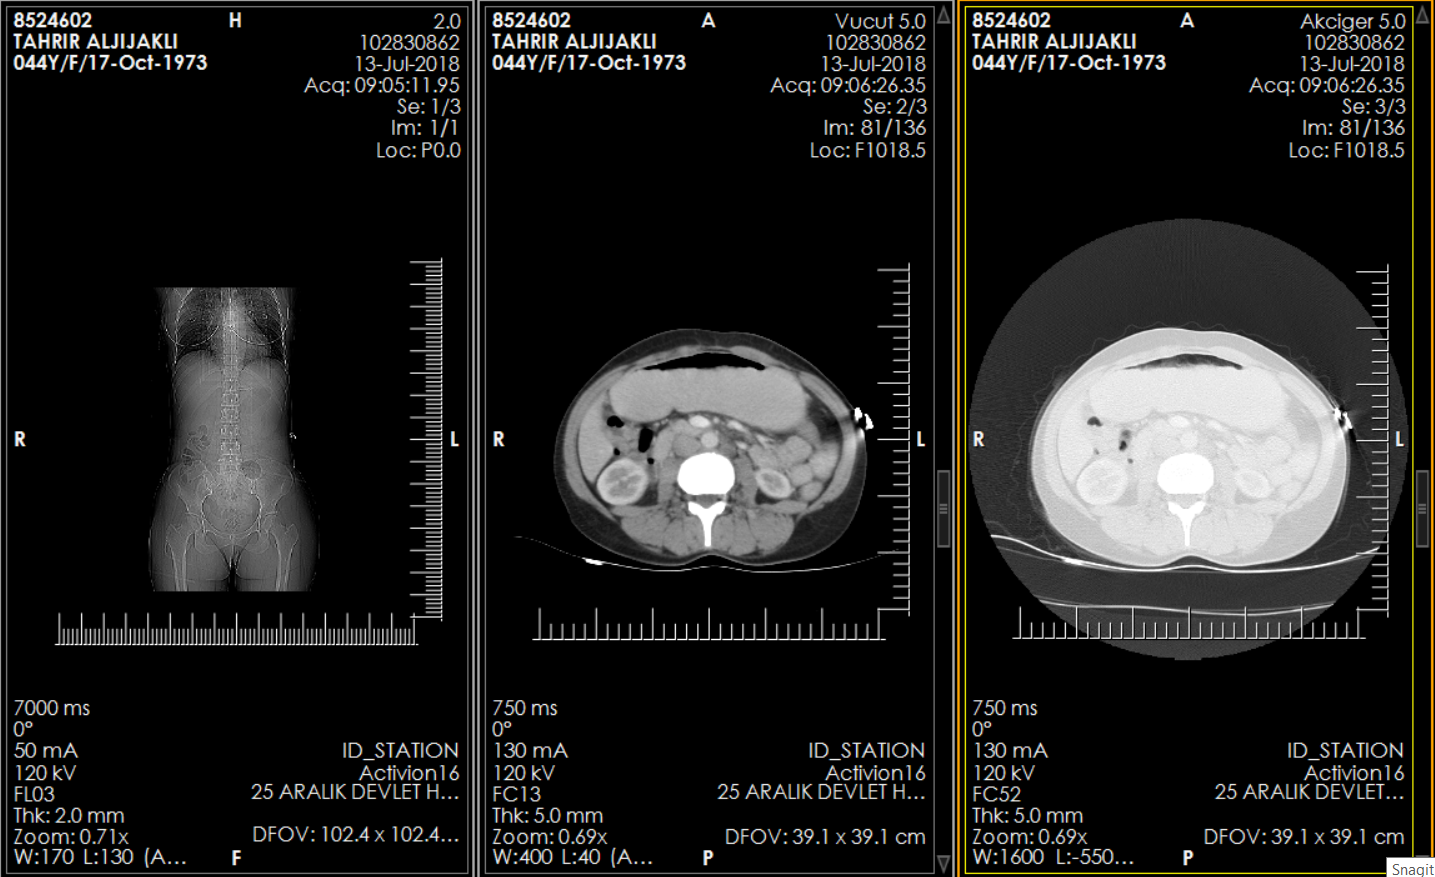 8524602 H 2.0
TAHRIR ALJIJAKLI 102830862
044Y/F/17-Oct-1973 13-Jul-2018
Acq: 09:05:11.95
Se: 1/3
Im: 1/1
Loc: P0.0
R L
7000 ms
0°
50 mA ID_STATION
120 kV Activion16
FL03 25 ARALIK DEVLET H...
Thk: 2.0 mm
Zoom: 0.71x DFOV: 102.4 x 102.4...
W:170 L:130 (A... F
8524602 A Vucut 5.0
TAHRIR ALJIJAKLI 102830862
044Y/F/17-Oct-1973 13-Jul-2018
Acq: 09:06:26.35
Se: 2/3
Im: 81/136
Loc: F1018.5
R L
750 ms
0°
130 mA ID_STATION
120 kV Activion16
FC13 25 ARALIK DEVLET H...
Thk: 5.0 mm
Zoom: 0.69x DFOV: 39.1 x 39.1 cm
W:400 L:40 (A... P
8524602 A Akciger 5.0
TAHRIR ALJIJAKLI 102830862
044Y/F/17-Oct-1973 13-Jul-2018
Acq: 09:06:26.35
Se: 3/3
Im: 81/136
Loc: F1018.5
R L
750 ms
0°
130 mA ID_STATION
120 kV Activion16
FC52 25 ARALIK DEVLET...
Thk: 5.0 mm
Zoom: 0.69x DFOV: 39.1 x 39.1 cm
W:1600 L:-550... P
Snagit